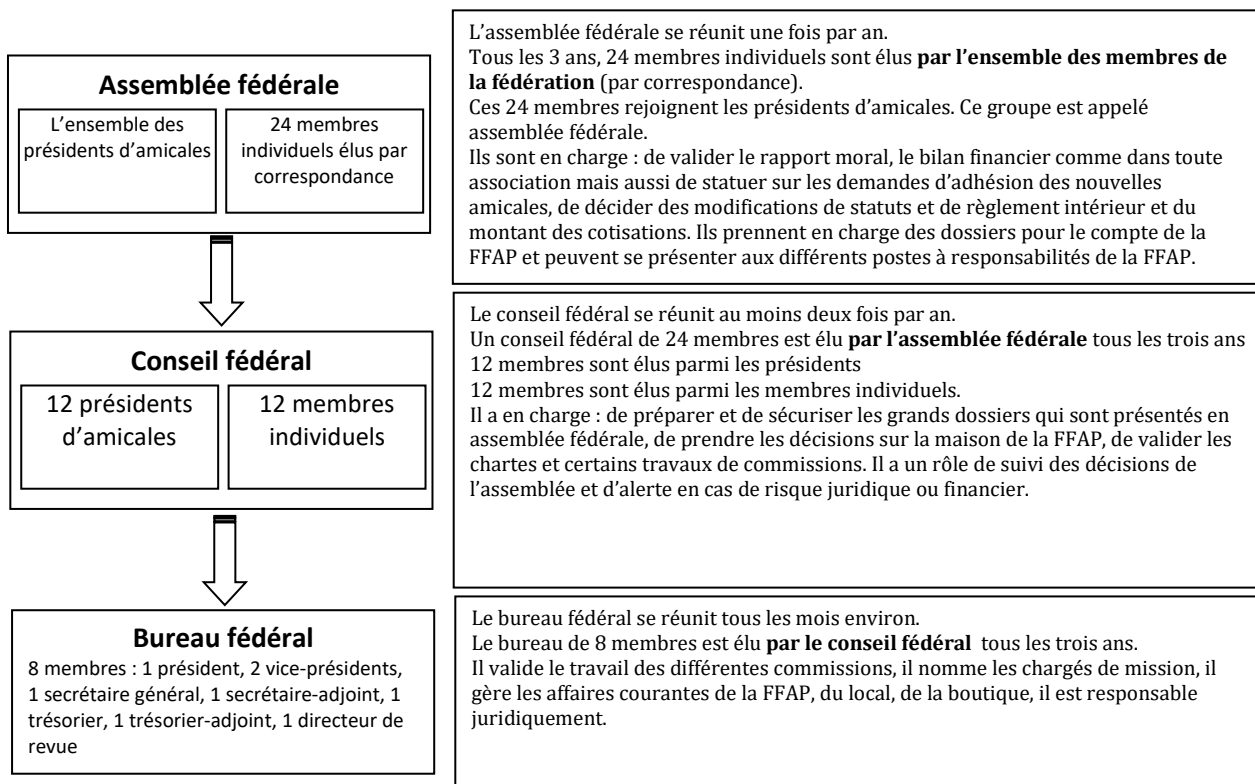 Assemblée fédérale
L'ensemble des
présidents d'amicales
24 membres
individuels élus par
correspondance
L'assemblée fédérale se réunit une fois par an.
Tous les 3 ans, 24 membres individuels sont élus par l'ensemble des membres de
la fédération (par correspondance).
Ces 24 membres rejoignent les présidents d'amicales. Ce groupe est appelé
assemblée fédérale.
Ils sont en charge : de valider le rapport moral, le bilan financier comme dans toute
association mais aussi de statuer sur les demandes d'adhésion des nouvelles
amicales, de décider des modifications de statuts et de règlement intérieur et du
montant des cotisations. Ils prennent en charge des dossiers pour le compte de la
FFAP et peuvent se présenter aux différents postes à responsabilités de la FFAP.
Conseil fédéral
12 présidents
d'amicales
12 membres
individuels
Le conseil fédéral se réunit au moins deux fois par an.
Un conseil fédéral de 24 membres est élu par l'assemblée fédérale tous les trois ans
12 membres sont élus parmi les présidents
12 membres sont élus parmi les membres individuels.
Il a en charge : de préparer et de sécuriser les grands dossiers qui sont présentés en
assemblée fédérale, de prendre les décisions sur la maison de la FFAP, de valider les
chartes et certains travaux de commissions. Il a un rôle de suivi des décisions de
l'assemblée et d'alerte en cas de risque juridique ou financier.
Bureau fédéral
8 membres : 1 président, 2 vice-présidents,
1 secrétaire général, 1 secrétaire-adjoint, 1
trésorier, 1 trésorier-adjoint, 1 directeur de
revue
Le bureau fédéral se réunit tous les mois environ.
Le bureau de 8 membres est élu par le conseil fédéral tous les trois ans.
Il valide le travail des différentes commissions, il nomme les chargés de mission, il
gère les affaires courantes de la FFAP, du local, de la boutique, il est responsable
juridiquement.